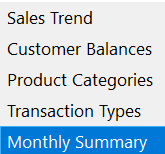 Sales Trend
Customer Balances
Product Categories
Transaction Types
Monthly Summary